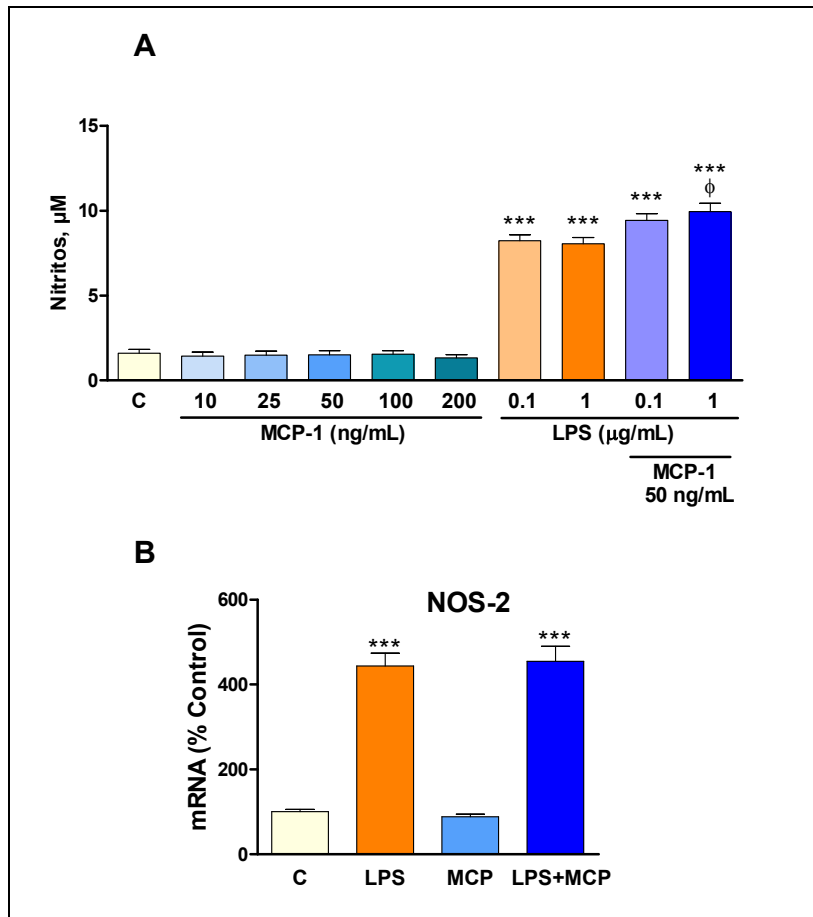 A
15
***
***
***
***
ϕ
10
Nitritos, µM
5
0
C 10 25 50 100 200 0.1 1 0.1 1
MCP-1 (ng/mL) LPS (µg/mL)
MCP-1
50 ng/mL
B
NOS-2
600
***
***
400
mRNA (% Control)
200
0
C LPS MCP LPS+MCP